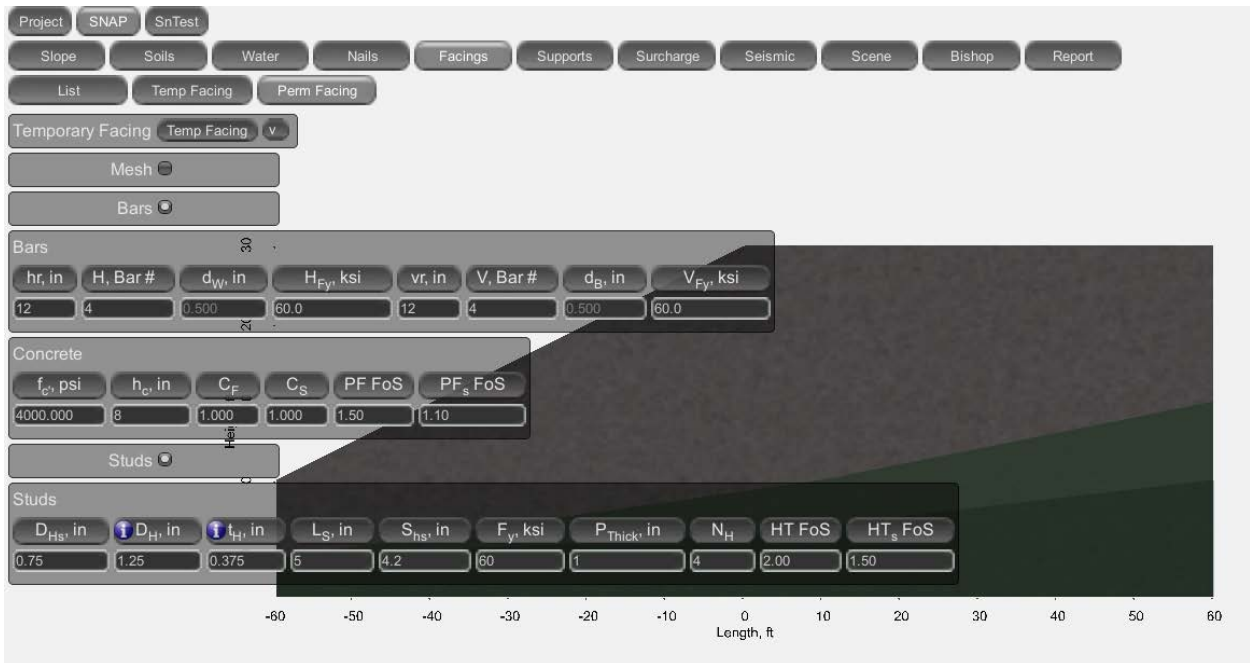 Project SNAP SnTest
Slope Soils Water Nails Facings Supports Surcharge Seismic Scene Bishop Report
List Temp Facing Perm Facing
Temporary Facing Temp Facing v
Mesh
Bars
30
Bars
hr, in H, Bar # dW, in HFy, ksi vr, in V, Bar # dB, in VFy, ksi
12 4 0.500 60.0 12 4 0.500 60.0
20
Concrete
fc', psi hc, in CF CS PF FoS PFs FoS
4000.000 8 1.000 1.000 1.50 1.10
Hei
Studs
Studs
DHs, in i DH, in i tH, in LS, in Shs, in Fy, ksi PThick, in NH HT FoS HTs FoS
0.75 1.25 0.375 5 4.2 60 1 4 2.00 1.50
-60 -50 -40 -30 -20 -10 0 10 20 30 40 50 60
Length, ft